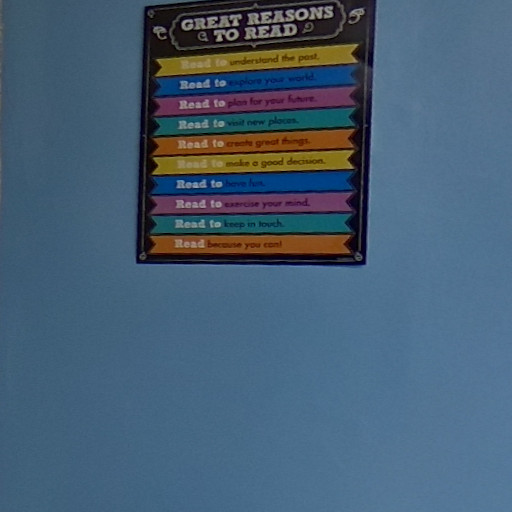 GREAT REASONS
TO READ
Read to understand the past.
Read to explore your world.
Read to plan for your future.
Read to visit new places.
Read to create great things.
Read to make a good decision.
Read to have fun.
Read to exercise your mind.
Read to keep in touch.
Read because you can!